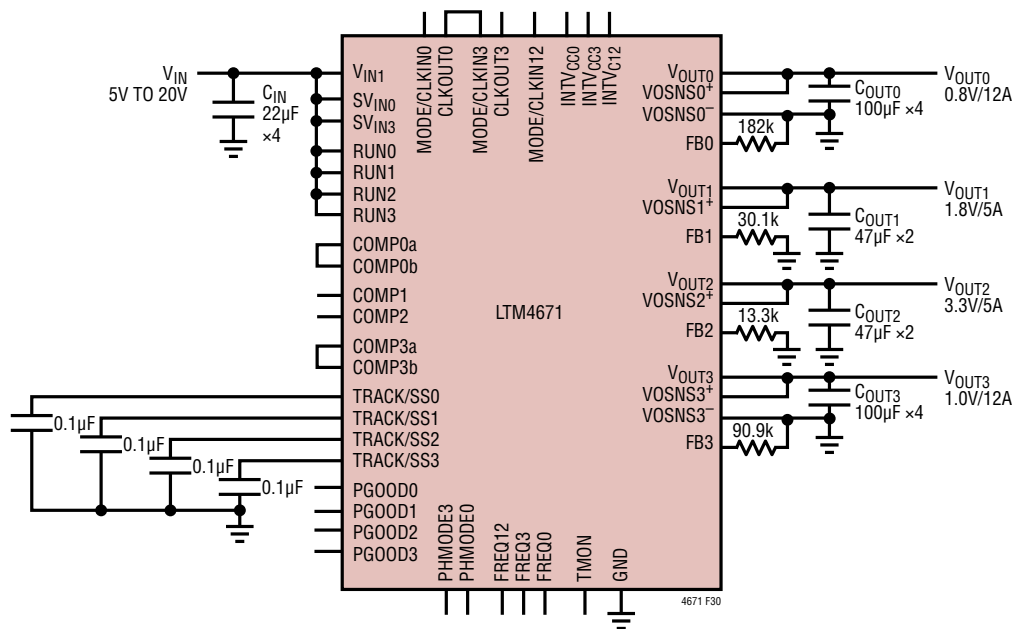 MODE/CLKIN0
CLKOUT0
MODE/CLKIN3
CLKOUT3
MODE/CLKIN12
INTVCC0
INTVCC3
INTVC12
VIN
5V TO 20V
CIN
22µF
×4
VIN1
SVIN0
SVIN3
RUN0
RUN1
RUN2
RUN3
COMP0a
COMP0b
COMP1
COMP2
COMP3a
COMP3b
TRACK/SS0
TRACK/SS1
TRACK/SS2
TRACK/SS3
0.1µF
0.1µF
0.1µF
0.1µF
PGOOD0
PGOOD1
PGOOD2
PGOOD3
LTM4671
VOUT0
VOSNS0+
VOSNS0–
FB0
182k
COUT0
100µF ×4
VOUT0
0.8V/12A
VOUT1
VOSNS1+
FB1
30.1k
COUT1
47µF ×2
VOUT1
1.8V/5A
VOUT2
VOSNS2+
FB2
13.3k
COUT2
47µF ×2
VOUT2
3.3V/5A
VOUT3
VOSNS3+
VOSNS3–
FB3
90.9k
COUT3
100µF ×4
VOUT3
1.0V/12A
PHMODE3
PHMODE0
FREQ12
FREQ3
FREQ0
TMON
GND
4671 F30